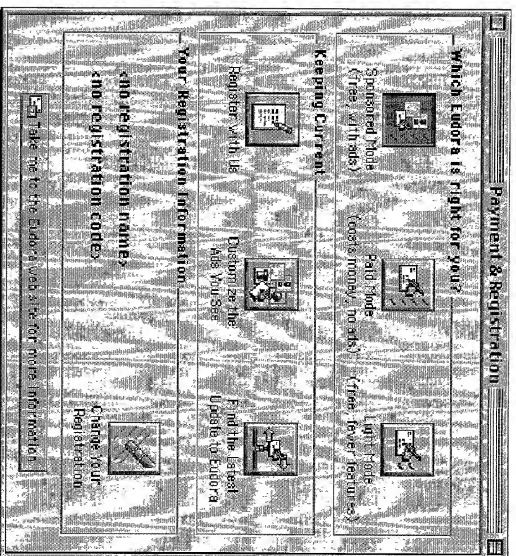 Payment & Registration
Which Eudora is right for you?
Sponsored Mode
(free, with ads)
Paid Mode
(costs money, no ads)
Light Mode
(free, fewer features)
Keeping Current
Register with Us
Customize the
Ads You See
Find the Latest
Update to Eudora
Your Registration Information
<no registration name>
<no registration code>
Change Your
Registration
Take me to the Eudora web site for more information